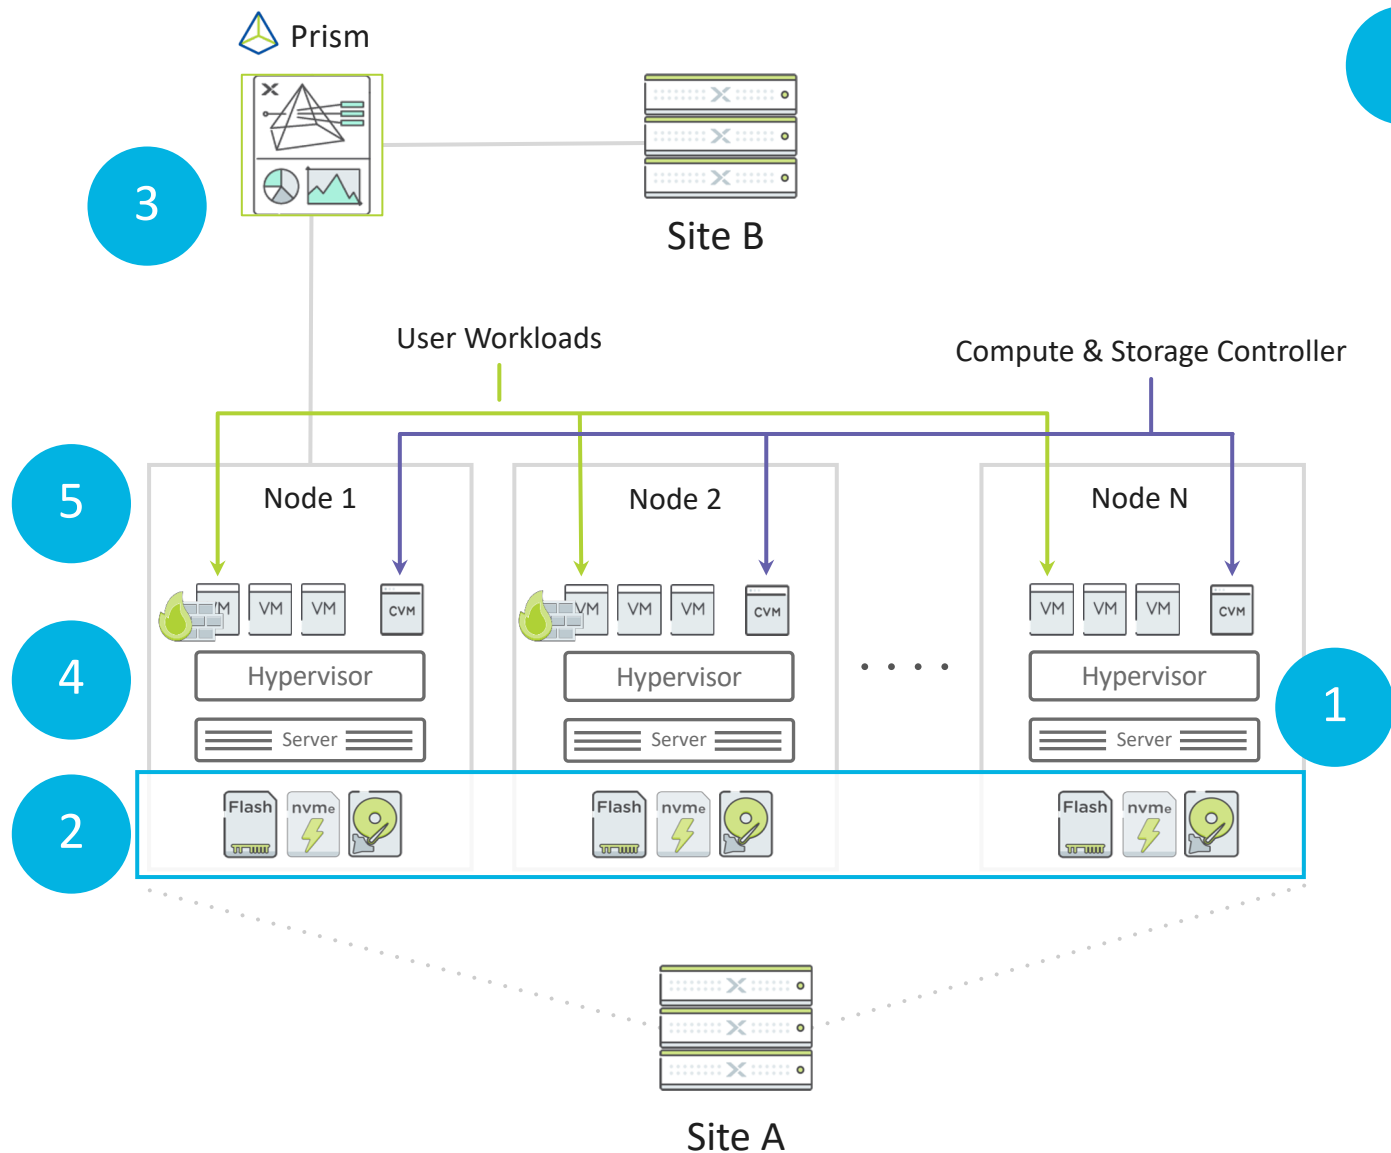 Prism
3
Site B
User Workloads
Compute & Storage Controller
5
Node 1
Node 2
Node N
VM VM VM CVM
VM VM VM CVM
VM VM VM CVM
4
Hypervisor
Hypervisor
Hypervisor
1
Server
Server
Server
2
Flash nvme
Flash nvme
Flash nvme
Site A